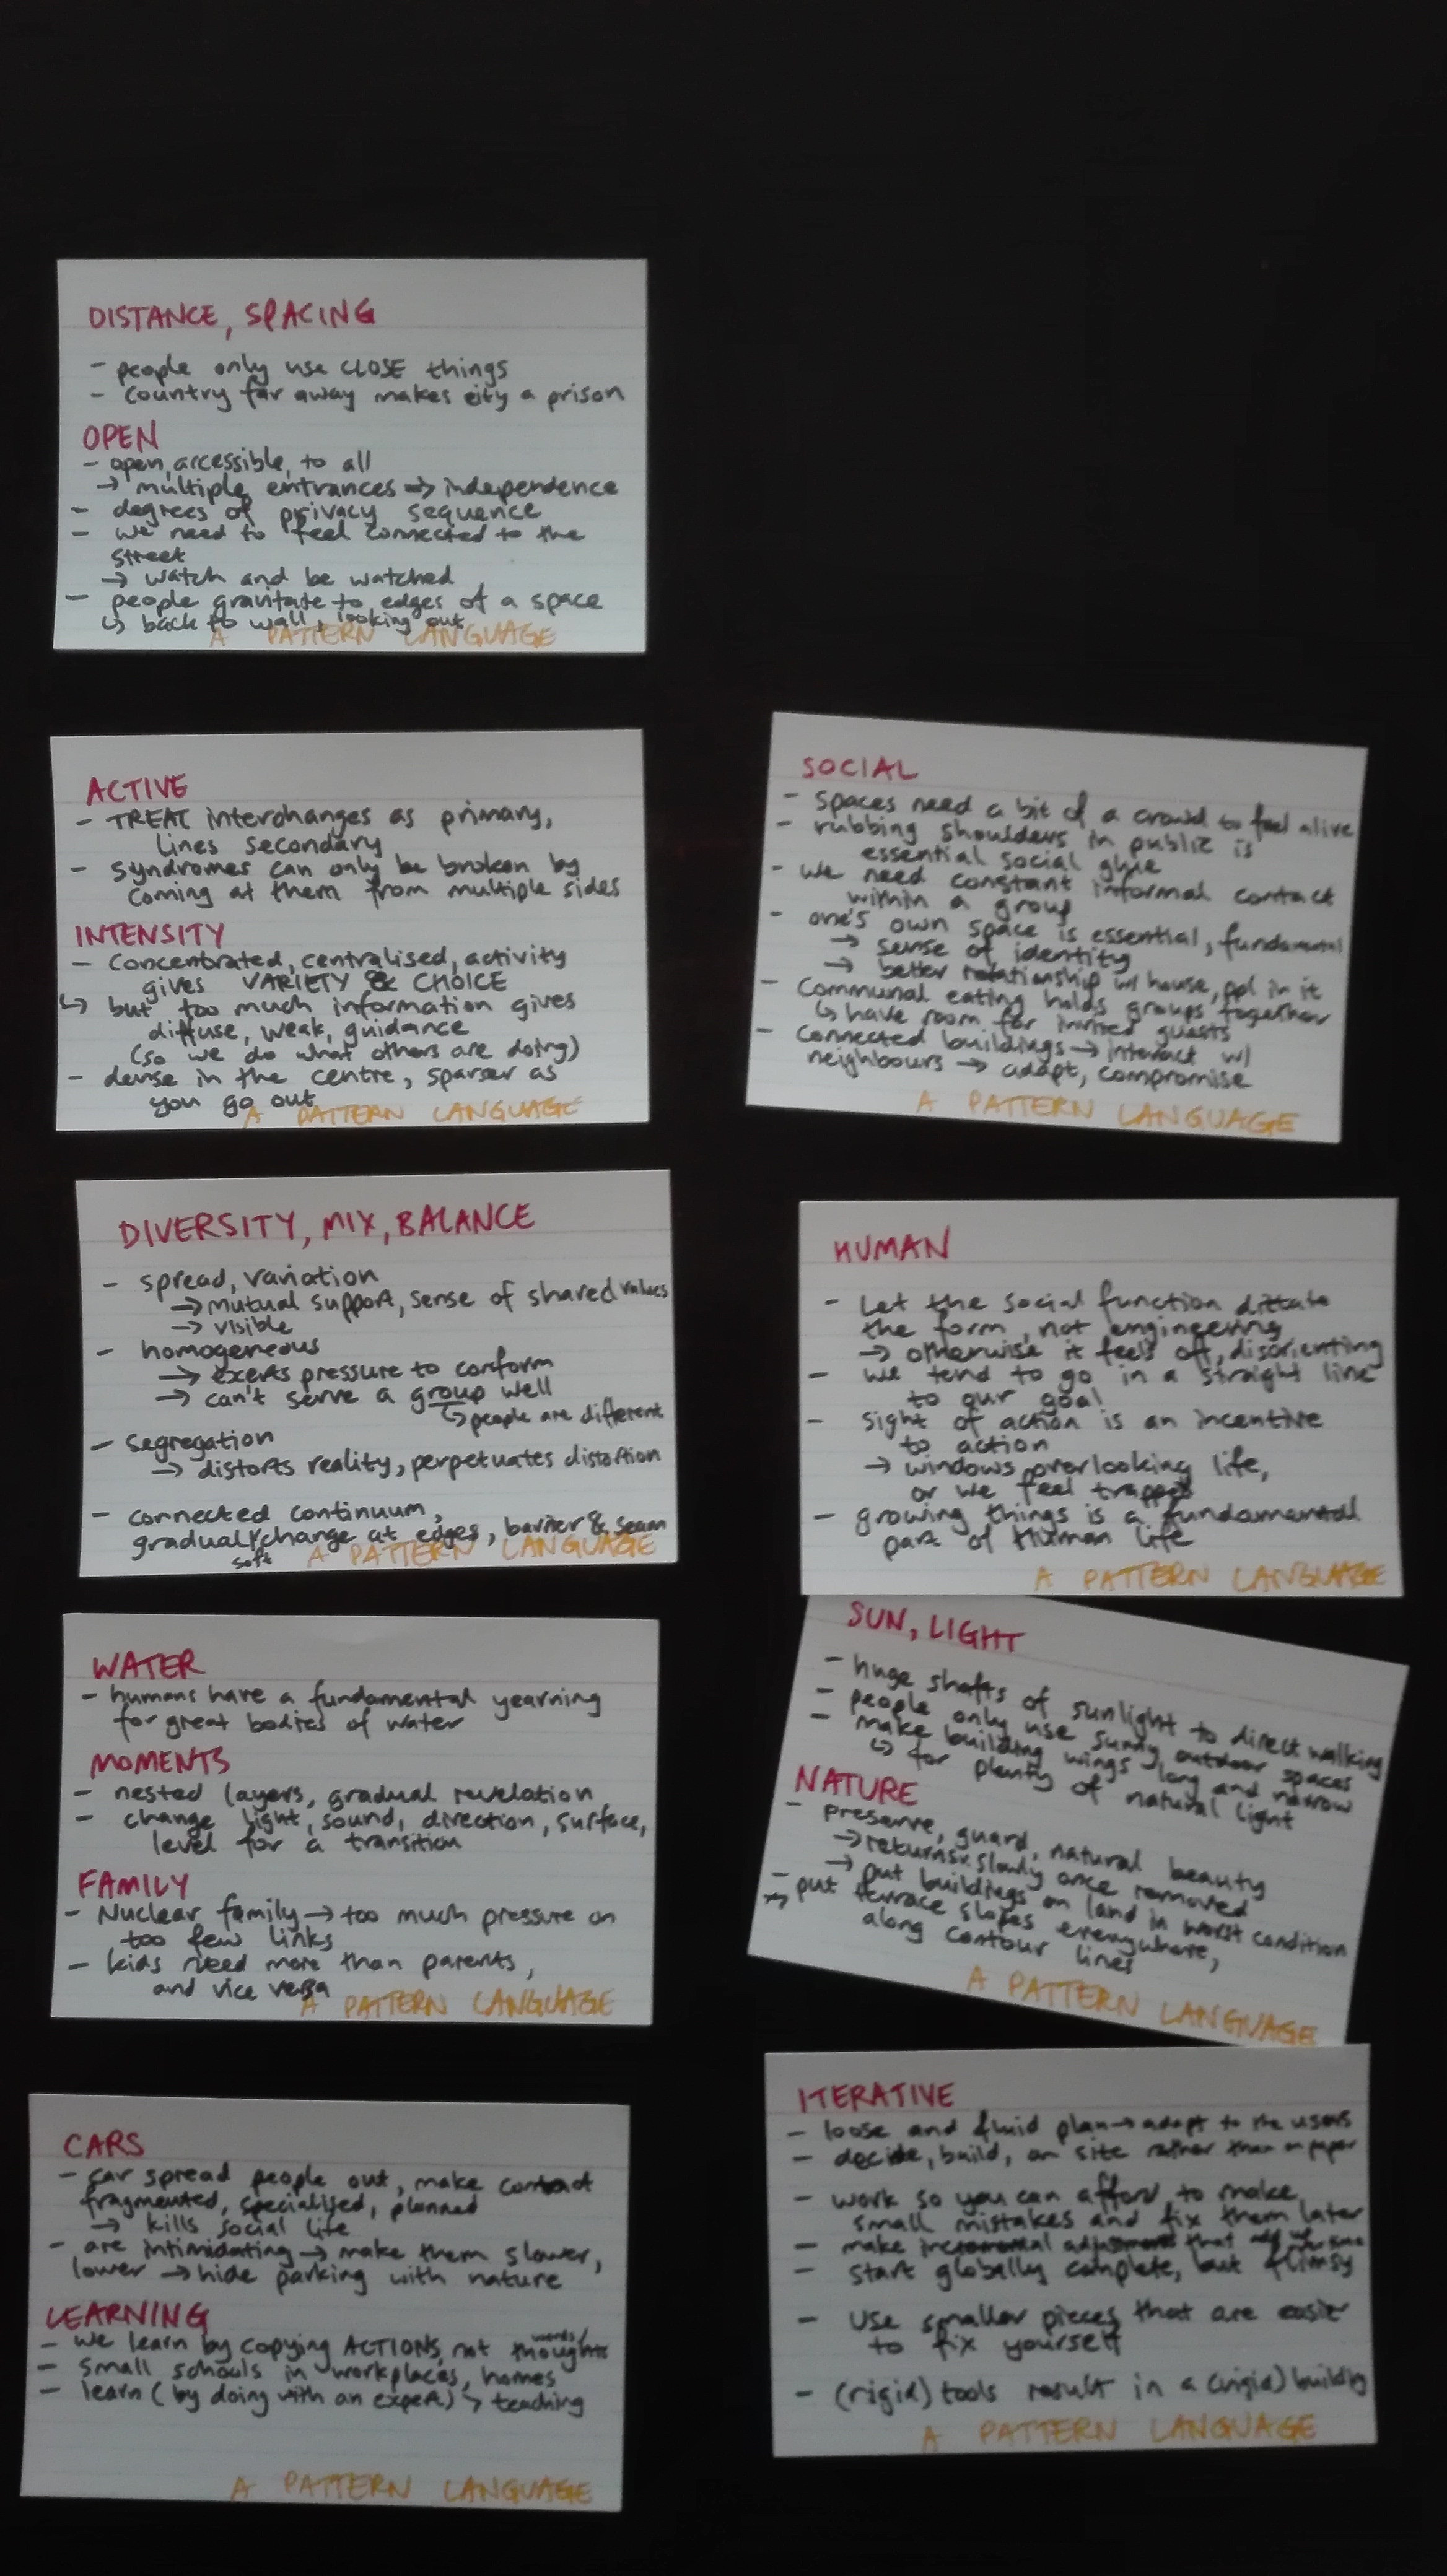 DISTANCE, SPACING
- people only use CLOSE things
- country far away makes city a prison
OPEN
- open, accessible, to all
→ multiple entrances => independence
- degrees of privacy sequence
- we need to feel connected to the
street
→ watch and be watched
- people gravitate to edges of a space
↳ back to wall, looking out
A PATTERN LANGUAGE
ACTIVE
- TREAT interchanges as primary,
lines secondary
- syndromes can only be broken by
coming at them from multiple sides
INTENSITY
- concentrated, centralised, activity
gives VARIETY & CHOICE
↳ but too much information gives
diffuse, weak, guidance
(so we do what others are doing)
- dense in the centre, sparser as
you go out
A PATTERN LANGUAGE
DIVERSITY, MIX, BALANCE
- spread, variation
→ mutual support, sense of shared values
→ visible
- homogeneous
→ exerts pressure to conform
→ can't serve a group well
↳ people are different
- segregation
→ distorts reality, perpetuates distortion
- connected continuum,
gradual change at edges, barrier & seam
soft
A PATTERN LANGUAGE
WATER
- humans have a fundamental yearning
for great bodies of water
MOMENTS
- nested layers, gradual revelation
- change light, sound, direction, surface,
level for a transition
FAMILY
- Nuclear family → too much pressure on
too few links
- kids need more than parents,
and vice versa
A PATTERN LANGUAGE
CARS
- car spread people out, make contact
fragmented, specialised, planned
→ kills social life
- are intimidating → make them slower,
lower → hide parking with nature
LEARNING
- we learn by copying ACTIONS, not words/ thoughts
- small schools in workplaces, homes
- learn (by doing with an expert) > teaching
A PATTERN LANGUAGE
SOCIAL
- spaces need a bit of a crowd to feel alive
- rubbing shoulders in public is
essential social glue
- we need constant informal contact
within a group
- one's own space is essential, fundamental
→ sense of identity
→ better relationship w/ house, ppl in it
- communal eating holds groups together
↳ have room for invited guests
- connected buildings → interact w/
neighbours → adapt, compromise
A PATTERN LANGUAGE
HUMAN
- Let the social function dictate
the form, not engineering
→ otherwise it feels off, disorienting
- we tend to go in a straight line
to our goal
- sight of action is an incentive
to action
→ windows overlooking life,
or we feel trapped
- growing things is a fundamental
part of Human life
A PATTERN LANGUAGE
SUN, LIGHT
- huge shafts of sunlight to direct walking
- people only use sunny outdoor spaces
- make building wings long and narrow
↳ for plenty of natural light
NATURE
- preserve, guard, natural beauty
→ returns v. slowly once removed
→ put buildings on land in worst condition
- put terrace slopes everywhere,
along contour lines
A PATTERN LANGUAGE
ITERATIVE
- loose and fluid plan → adapt to the users
- decide, build, on site rather than on paper
- work so you can afford to make
small mistakes and fix them later
- make incremental adjustments that
- start globally complete, but flimsy
- use smaller pieces that are easier
to fix yourself
- (rigid) tools result in a (rigid) building
A PATTERN LANGUAGE